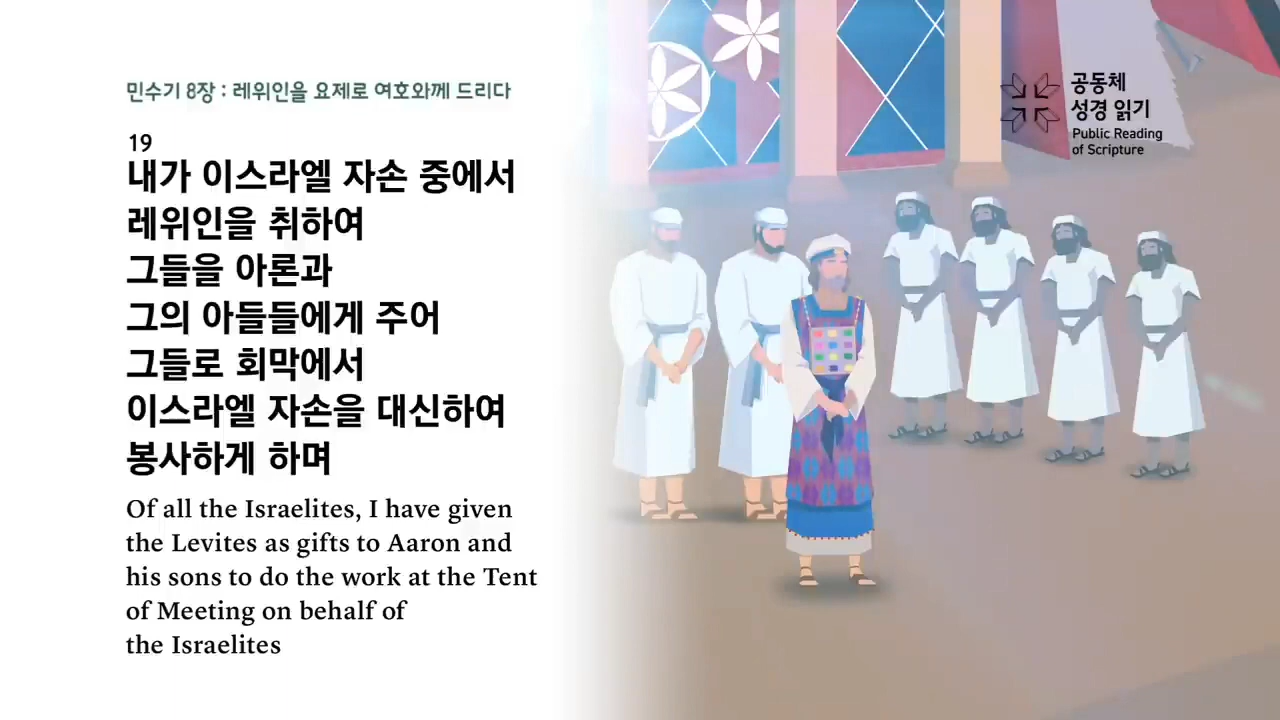 민수기 8장 : 레위인을 요제로 여호와께 드리다
19
내가 이스라엘 자손 중에서
레위인을 취하여
그들을 아론과
그의 아들들에게 주어
그들로 회막에서
이스라엘 자손을 대신하여
봉사하게 하며
Of all the Israelites, I have given
the Levites as gifts to Aaron and
his sons to do the work at the Tent
of Meeting on behalf of
the Israelites
공동체
성경 읽기
Public Reading
of Scripture